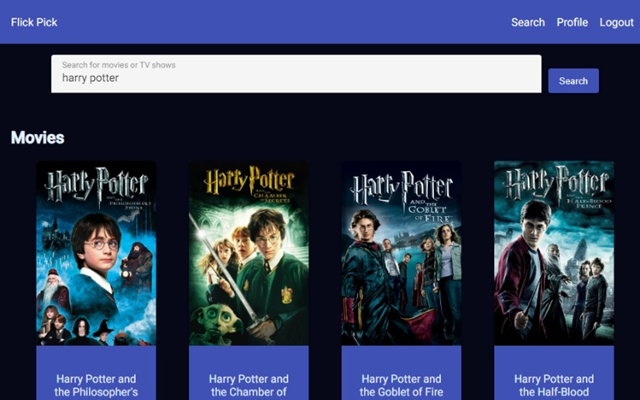 Flick Pick
Search Profile Logout
Search for movies or TV shows
harry potter
Search
Movies
Harry Potter
AND THE
PHILOSOPHER'S
STONE
Harry Potter
AND THE
CHAMBER OF
SECRETS
Harry Potter
AND THE
GOBLET OF
FIRE
Harry Potter
AND THE
HALF-BLOOD
PRINCE
Harry Potter and
the Philosopher's
Harry Potter and
the Chamber of
Harry Potter and
the Goblet of Fire
Harry Potter and
the Half-Blood